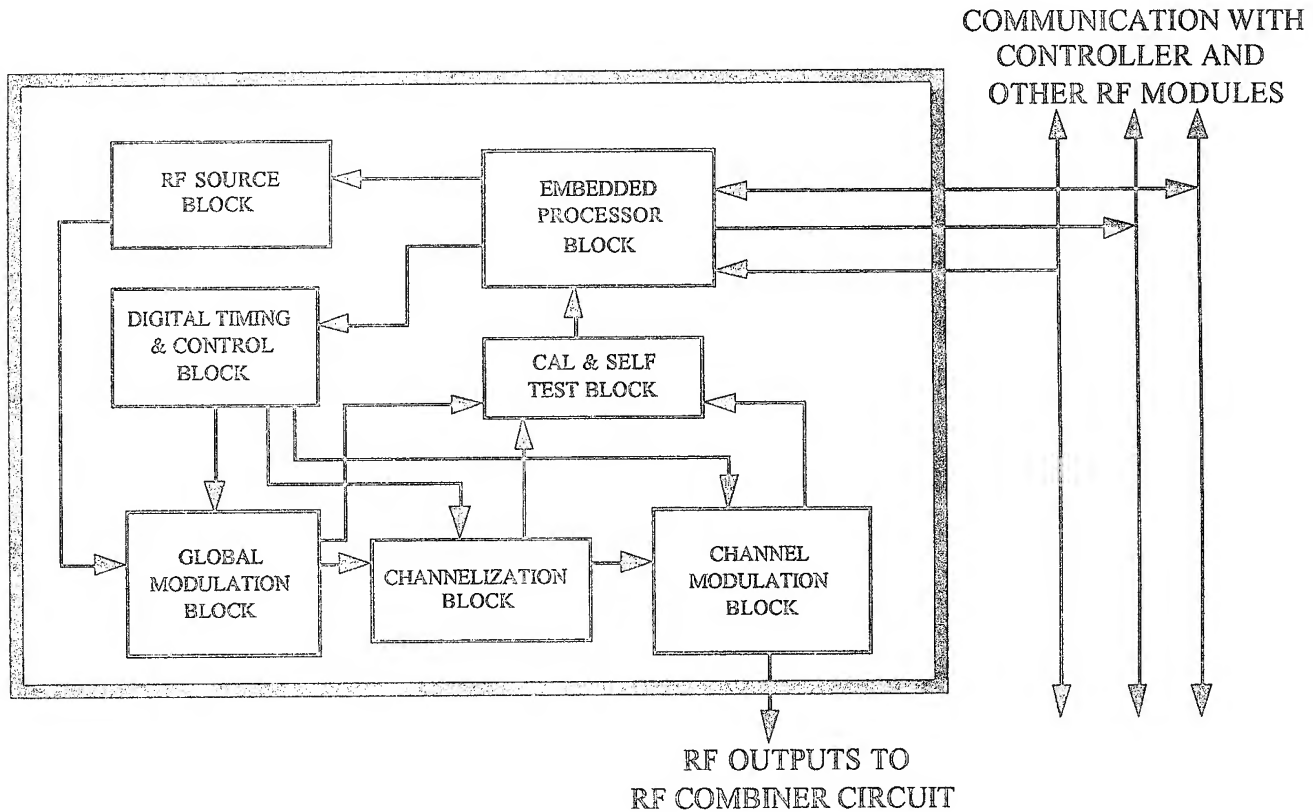 COMMUNICATION WITH
CONTROLLER AND
OTHER RF MODULES
RF SOURCE
BLOCK
EMBEDDED
PROCESSOR
BLOCK
DIGITAL TIMING
& CONTROL
BLOCK
CAL & SELF
TEST BLOCK
GLOBAL
MODULATION
BLOCK
CHANNELIZATION
BLOCK
CHANNEL
MODULATION
BLOCK
RF OUTPUTS TO
RF COMBINER CIRCUIT